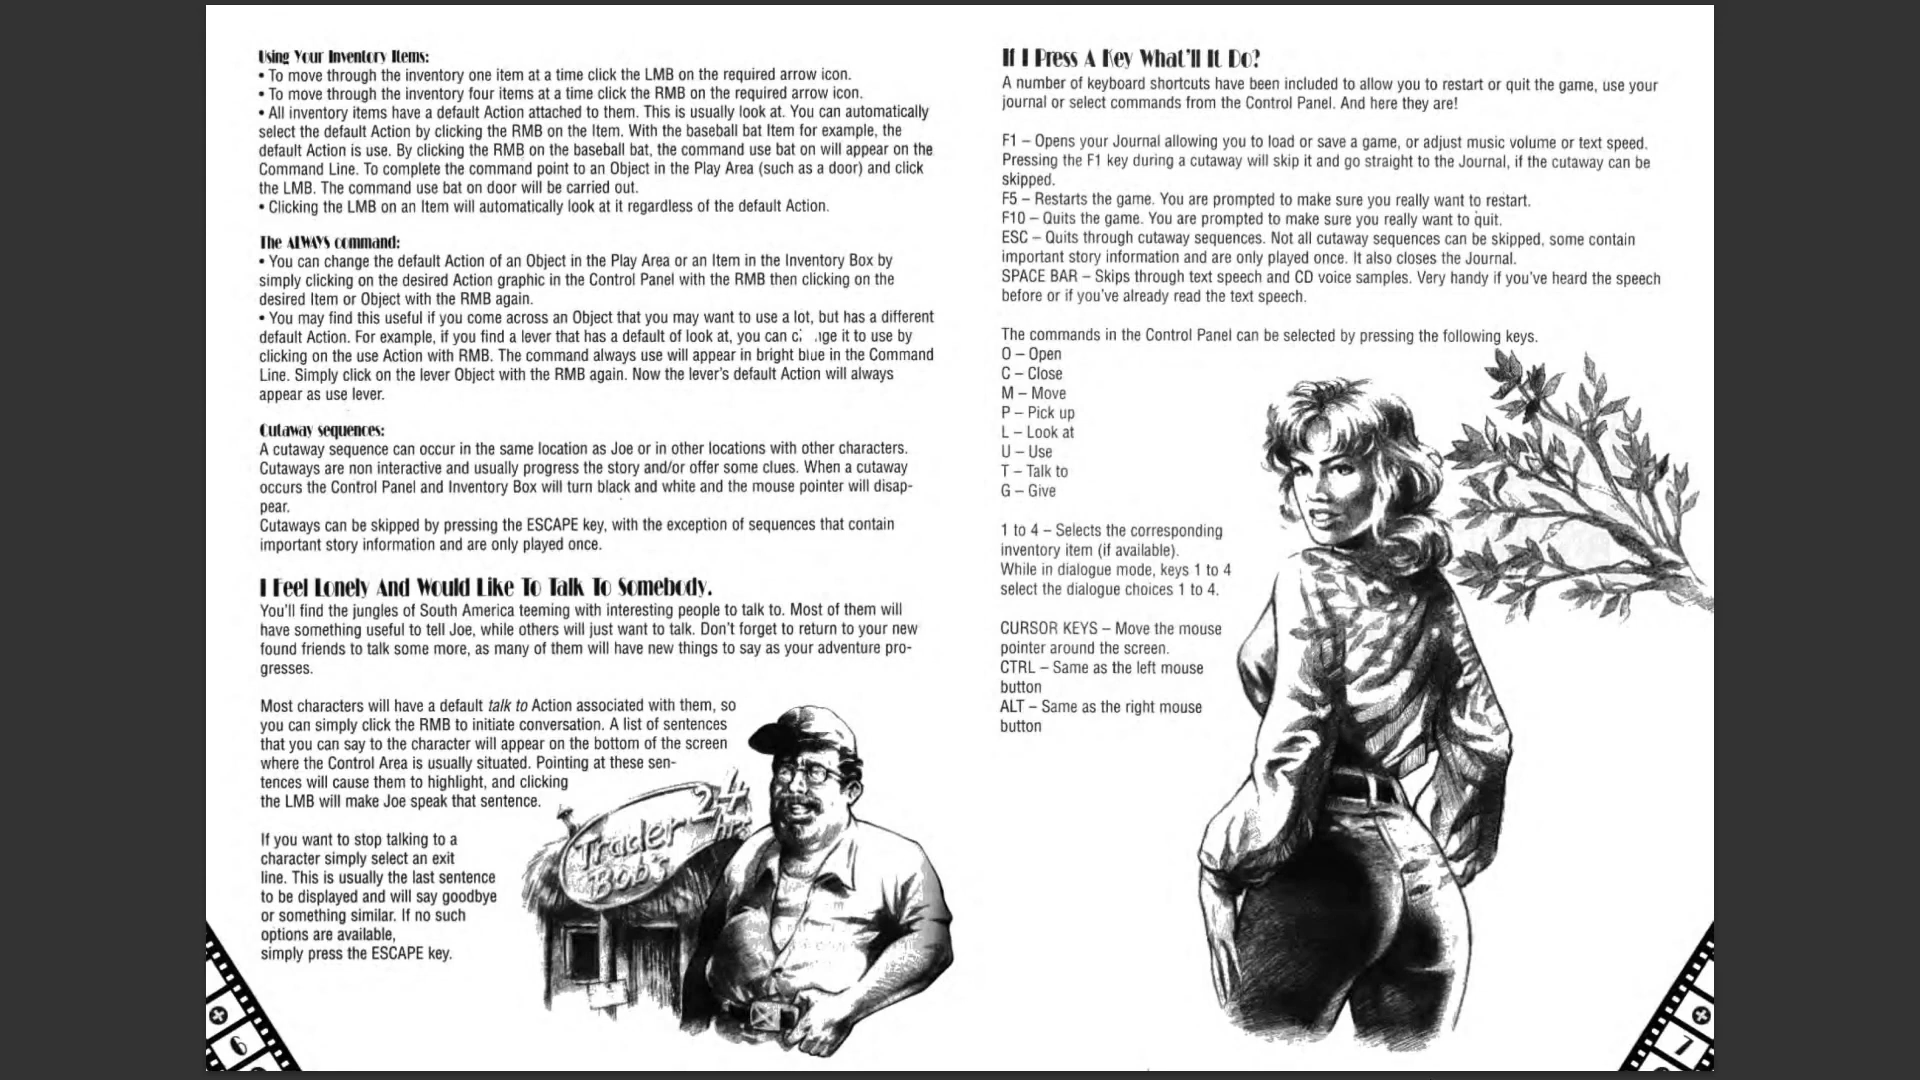 Using Your Inventory Items:
• To move through the inventory one item at a time click the LMB on the required arrow icon.
• To move through the inventory four items at a time click the RMB on the required arrow icon.
• All inventory items have a default Action attached to them. This is usually look at. You can automatically
select the default Action by clicking the RMB on the Item. With the baseball bat Item for example, the
default Action is use. By clicking the RMB on the baseball bat, the command use bat on will appear on the
Command Line. To complete the command point to an Object in the Play Area (such as a door) and click
the LMB. The command use bat on door will be carried out.
• Clicking the LMB on an Item will automatically look at it regardless of the default Action.
The ALWAYS command:
• You can change the default Action of an Object in the Play Area or an Item in the Inventory Box by
simply clicking on the desired Action graphic in the Control Panel with the RMB then clicking on the
desired Item or Object with the RMB again.
• You may find this useful if you come across an Object that you may want to use a lot, but has a different
default Action. For example, if you find a lever that has a default of look at, you can it to use by
clicking on the use Action with RMB. The command always use will appear in bright blue in the Command
Line. Simply click on the lever Object with the RMB again. Now the lever's default Action will always
appear as use lever.
Cutaway sequences:
A cutaway sequence can occur in the same location as Joe or in other locations with other characters.
Cutaways are non interactive and usually progress the story and/or offer some clues. When a cutaway
occurs the Control Panel and Inventory Box will turn black and white and the mouse pointer will disap-
pear.
Cutaways can be skipped by pressing the ESCAPE key, with the exception of sequences that contain
important story information and are only played once.
I Feel Lonely And Would Like To Talk To Somebody.
You'll find the jungles of South America teeming with interesting people to talk to. Most of them will
have something useful to tell Joe, while others will just want to talk. Don't forget to return to your new
found friends to talk some more, as many of them will have new things to say as your adventure pro-
gresses.
Most characters will have a default talk to Action associated with them, so
you can simply click the RMB to initiate conversation. A list of sentences
that you can say to the character will appear on the bottom of the screen
where the Control Area is usually situated. Pointing at these sen-
tences will cause them to highlight, and clicking
the LMB will make Joe speak that sentence.
If you want to stop talking to a
character simply select an exit
line. This is usually the last sentence
to be displayed and will say goodbye
or something similar. If no such
options are available,
simply press the ESCAPE key.
Trader
Bob's
24
hrs
6
If I Press A Key What'll It Do?
A number of keyboard shortcuts have been included to allow you to restart or quit the game, use your
journal or select commands from the Control Panel. And here they are!
F1 – Opens your Journal allowing you to load or save a game, or adjust music volume or text speed.
Pressing the F1 key during a cutaway will skip it and go straight to the Journal, if the cutaway can be
skipped.
F5 – Restarts the game. You are prompted to make sure you really want to restart.
F10 – Quits the game. You are prompted to make sure you really want to quit.
ESC – Quits through cutaway sequences. Not all cutaway sequences can be skipped, some contain
important story information and are only played once. It also closes the Journal.
SPACE BAR – Skips through text speech and CD voice samples. Very handy if you've heard the speech
before or if you've already read the text speech.
The commands in the Control Panel can be selected by pressing the following keys.
O – Open
C – Close
M – Move
P – Pick up
L – Look at
U – Use
T – Talk to
G – Give
1 to 4 – Selects the corresponding
inventory item (if available).
While in dialogue mode, keys 1 to 4
select the dialogue choices 1 to 4.
CURSOR KEYS – Move the mouse
pointer around the screen.
CTRL – Same as the left mouse
button
ALT – Same as the right mouse
button
7